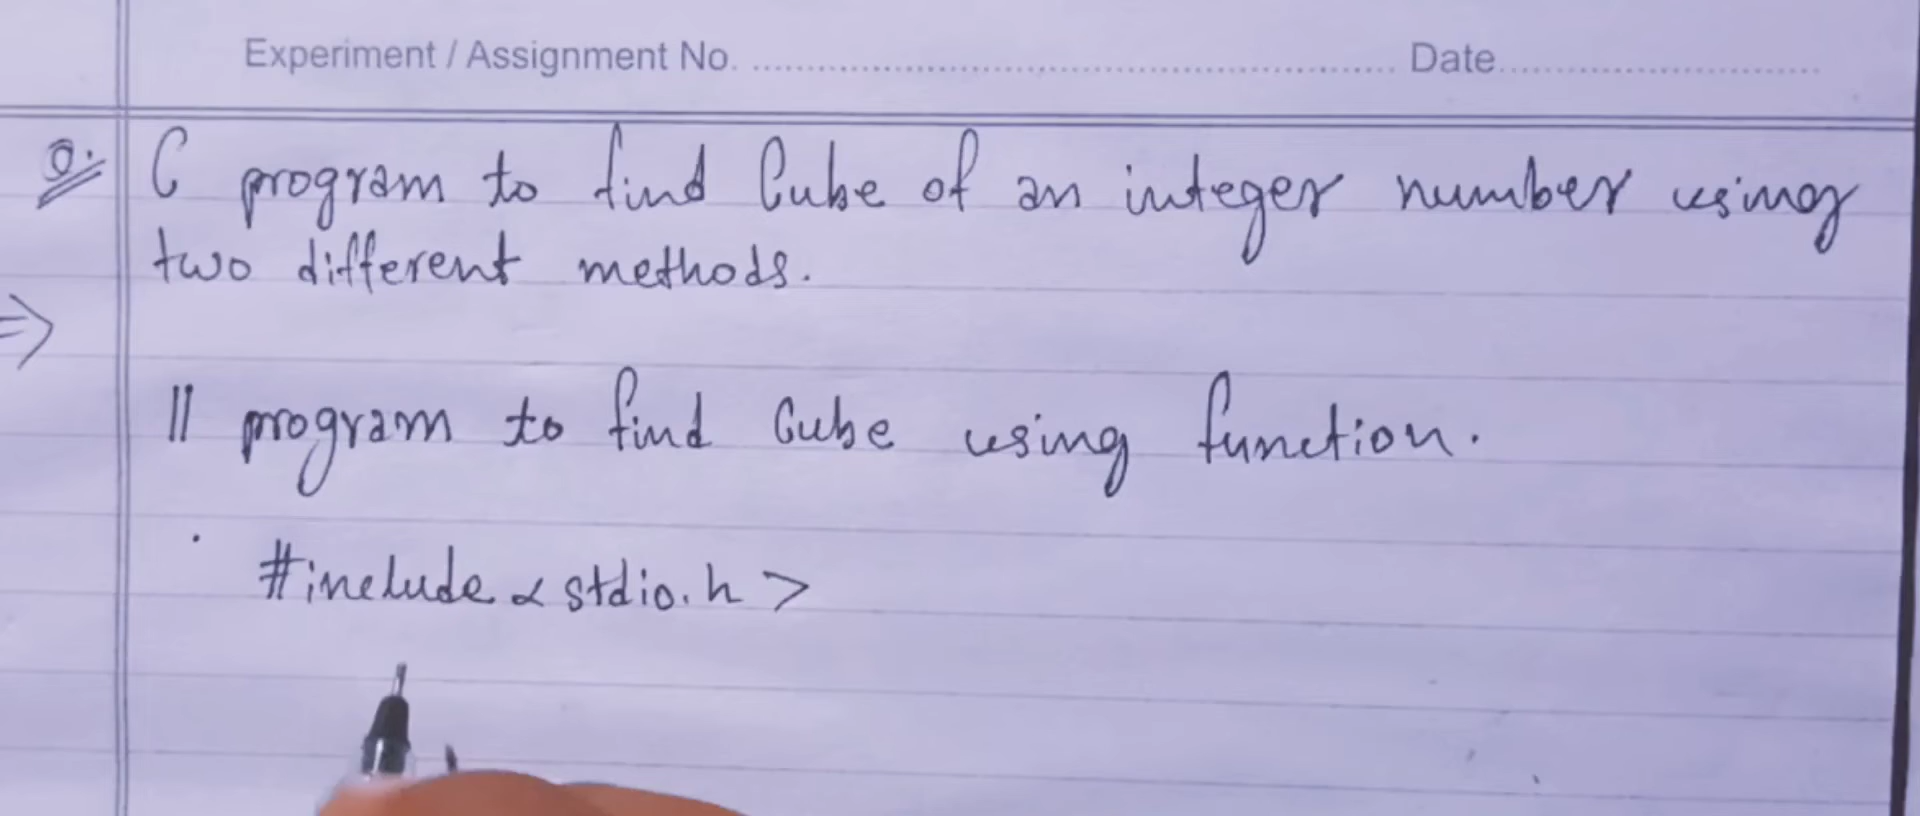 Experiment / Assignment No. Date
Q. C program to find Cube of an integer number using
two different methods.
=>
// program to find Cube using function.
#include <stdio.h>